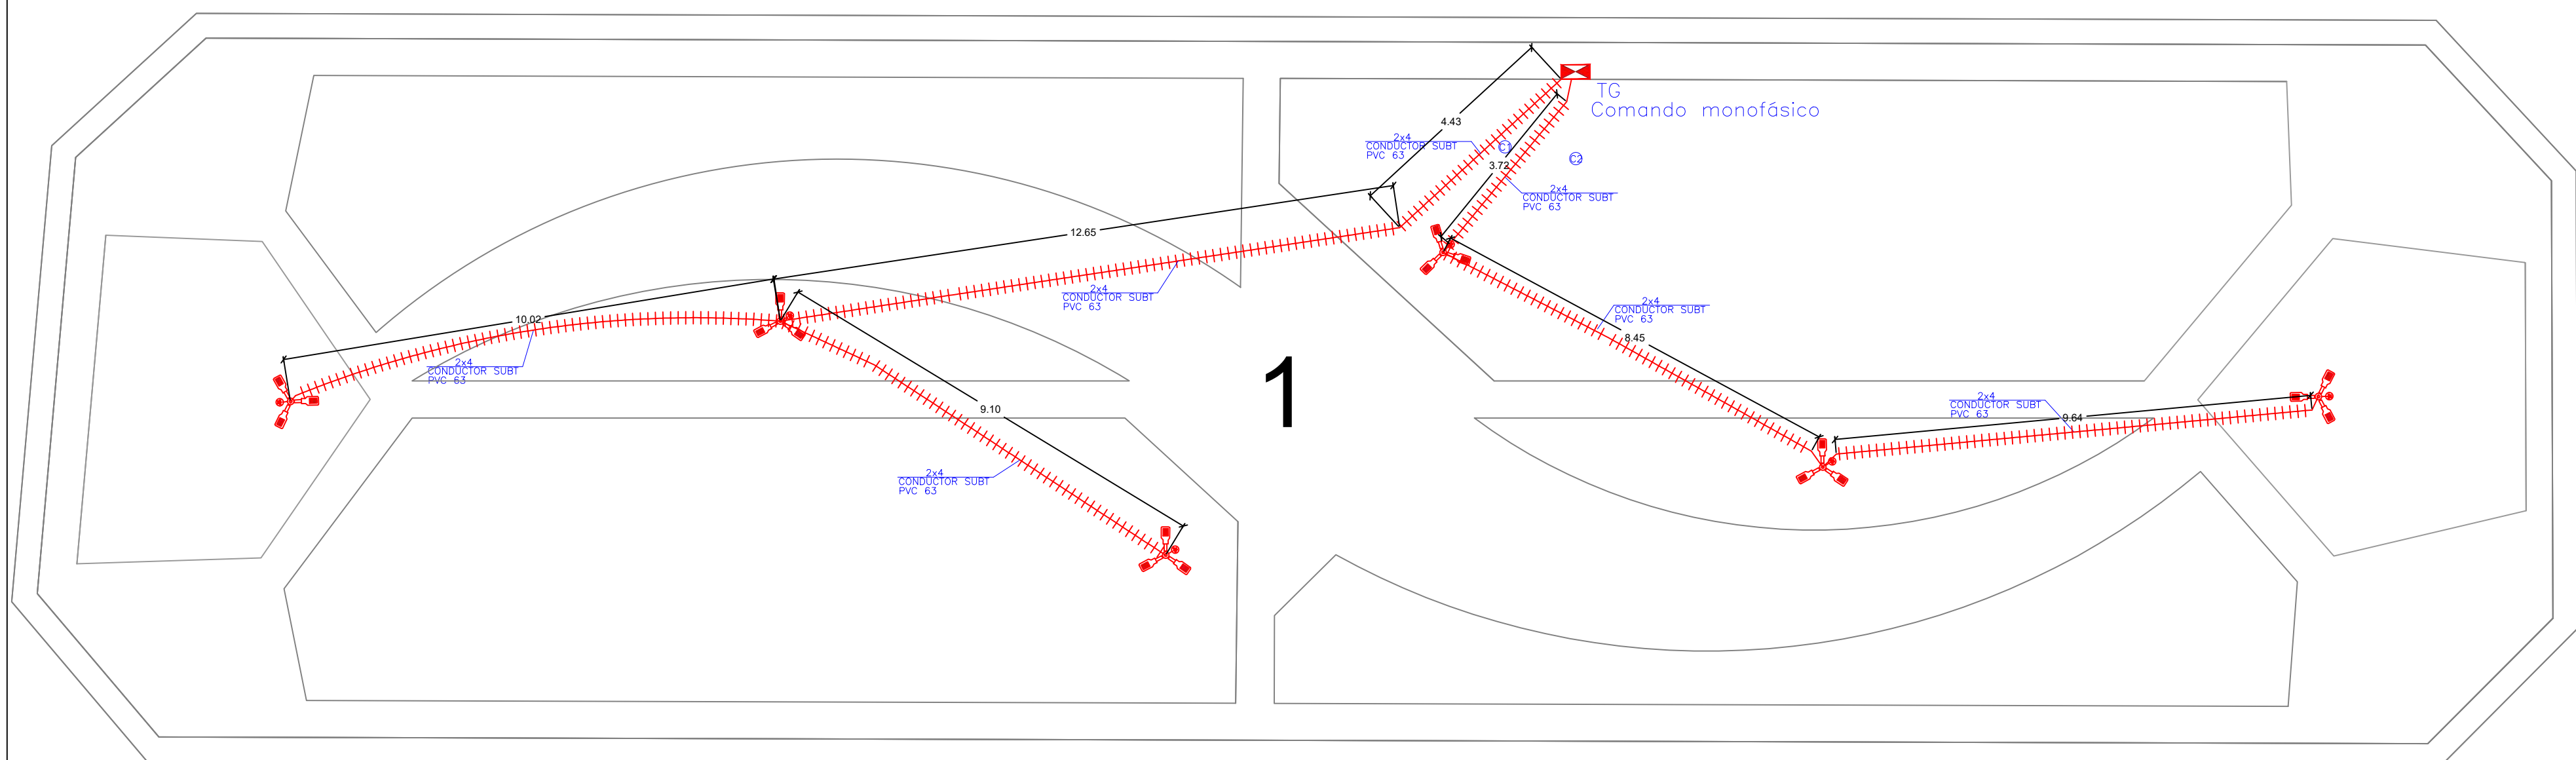 TG
Comando monofásico
4.43
2x4
CONDUCTOR SUBT
PVC 63
C1
C2
3.72
2x4
CONDUCTOR SUBT
PVC 63
12.65
2x4
CONDUCTOR SUBT
PVC 63
10.02
2x4
CONDUCTOR SUBT
PVC 63
2x4
CONDUCTOR SUBT
PVC 63
8.45
1
9.10
2x4
CONDUCTOR SUBT
PVC 63
9.64
2x4
CONDUCTOR SUBT
PVC 63